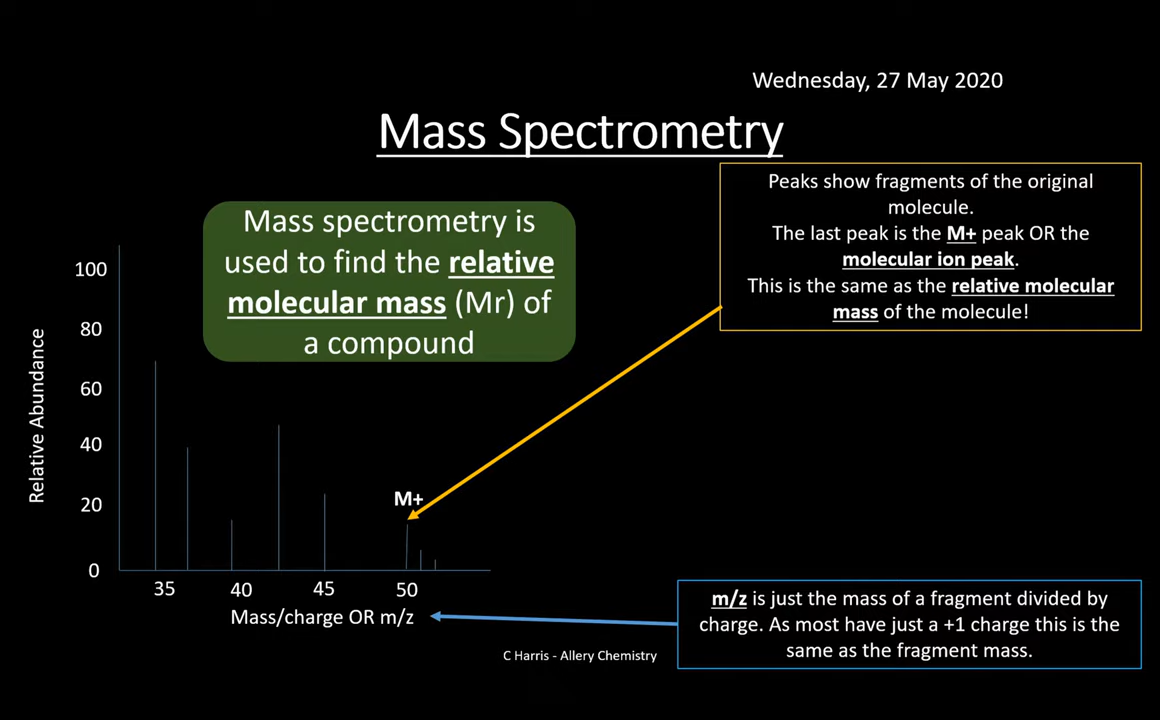 Wednesday, 27 May 2020
Mass Spectrometry
Peaks show fragments of the original
molecule.
The last peak is the M+ peak OR the
molecular ion peak.
This is the same as the relative molecular
mass of the molecule!
Mass spectrometry is
used to find the relative
molecular mass (Mr) of
a compound
100
80
60
40
20
0
Relative Abundance
M+
35 40 45 50
Mass/charge OR m/z
m/z is just the mass of a fragment divided by
charge. As most have just a +1 charge this is the
same as the fragment mass.
C Harris - Allery Chemistry